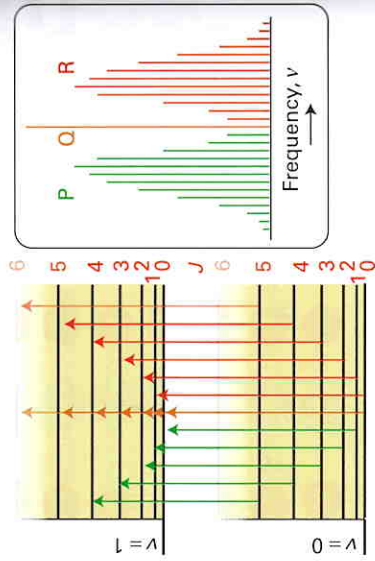 R
Q
P
Frequency, ν
6 5 4 3 2 1 0 J 6 5 4 3 2 1 0
v = 1
v = 0